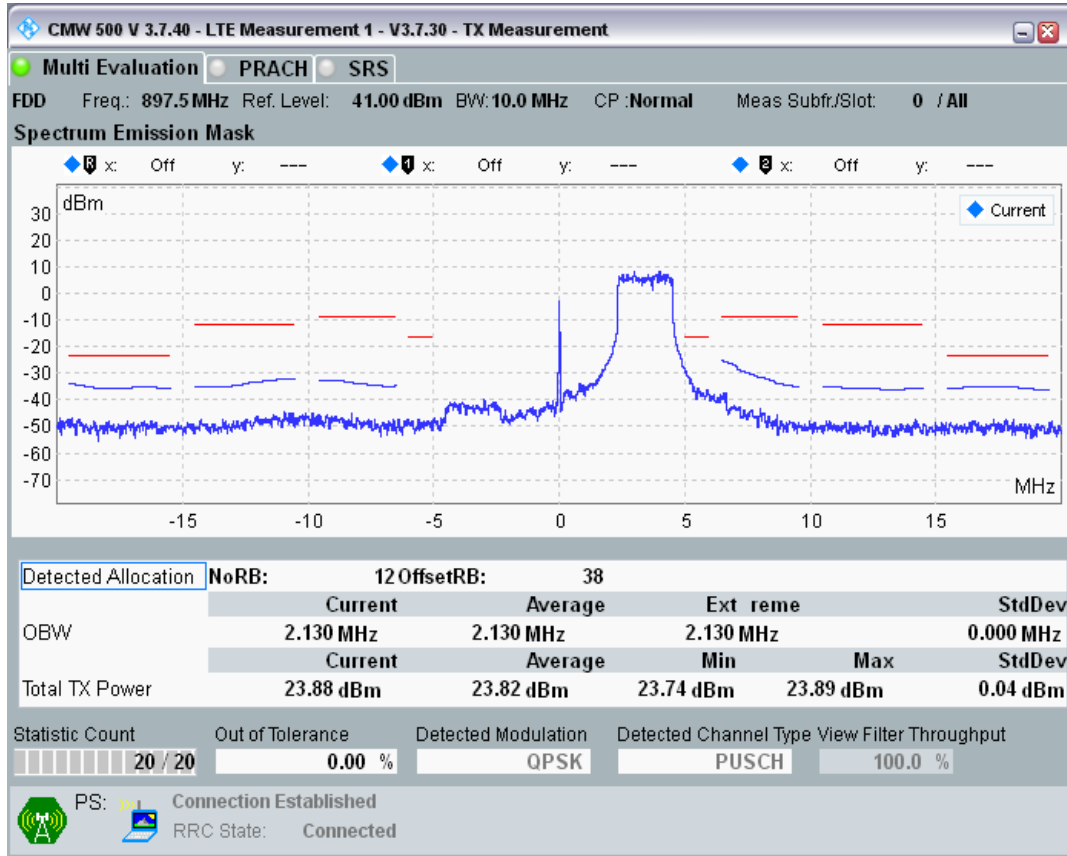 CMW 500 V 3.7.40 - LTE Measurement 1 - V3.7.30 - TX Measurement
Multi Evaluation PRACH SRS
FDD Freq.: 897.5 MHz Ref. Level: 41.00 dBm BW: 10.0 MHz CP :Normal Meas Subfr./Slot: 0 / All
Spectrum Emission Mask
R x: Off y: --- 1 x: Off y: --- 2 x: Off y: ---
dBm
Current
30
20
10
0
-10
-20
-30
-40
-50
-60
-70
MHz
-15 -10 -5 0 5 10 15
Detected Allocation NoRB: 12 OffsetRB: 38
Current Average Ext reme StdDev
OBW 2.130 MHz 2.130 MHz 2.130 MHz 0.000 MHz
Current Average Min Max StdDev
Total TX Power 23.88 dBm 23.82 dBm 23.74 dBm 23.89 dBm 0.04 dBm
Statistic Count Out of Tolerance Detected Modulation Detected Channel Type View Filter Throughput
20 / 20 0.00 % QPSK PUSCH 100.0 %
PS: Connection Established
RRC State: Connected